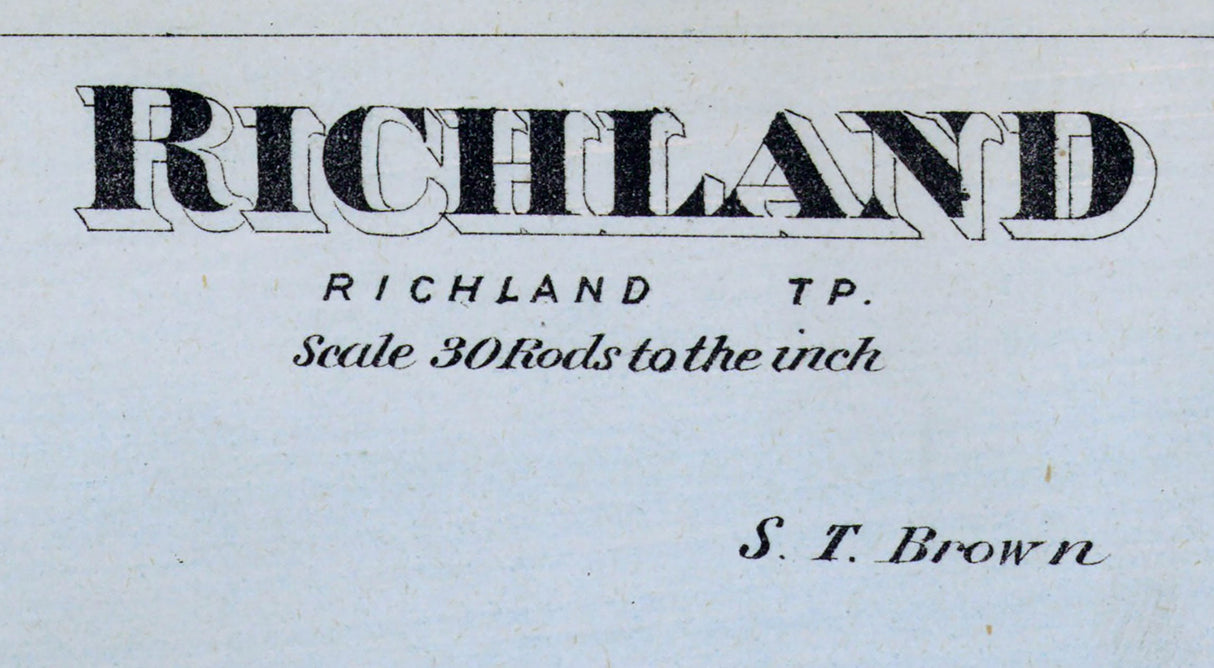 RICHLAND
RICHLAND TP.
Scale 30 Rods to the inch
S. T. Brown